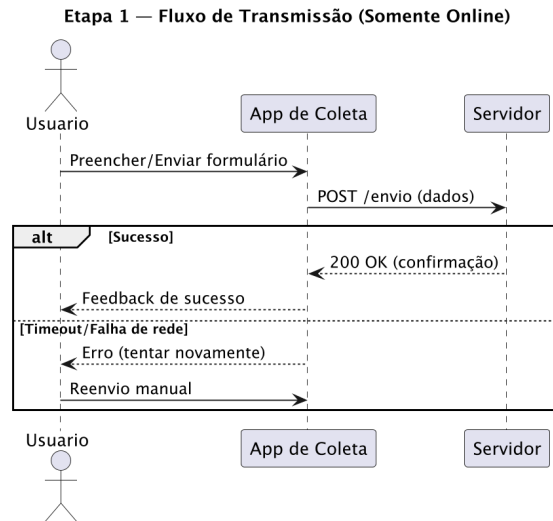 Etapa 1 — Fluxo de Transmissão (Somente Online)
Usuario
App de Coleta
Servidor
Preencher/Enviar formulário
POST /envio (dados)
alt
[Sucesso]
200 OK (confirmação)
Feedback de sucesso
[Timeout/Falha de rede]
Erro (tentar novamente)
Reenvio manual
Usuario
App de Coleta
Servidor